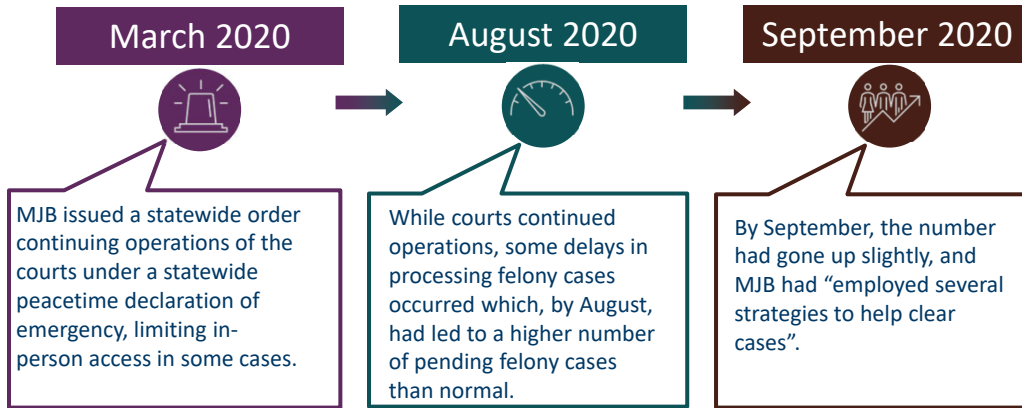 March 2020
August 2020
September 2020
MJB issued a statewide order
continuing operations of the
courts under a statewide
peacetime declaration of
emergency, limiting in-
person access in some cases.
While courts continued
operations, some delays in
processing felony cases
occurred which, by August,
had led to a higher number
of pending felony cases
than normal.
By September, the number
had gone up slightly, and
MJB had “employed several
strategies to help clear
cases”.